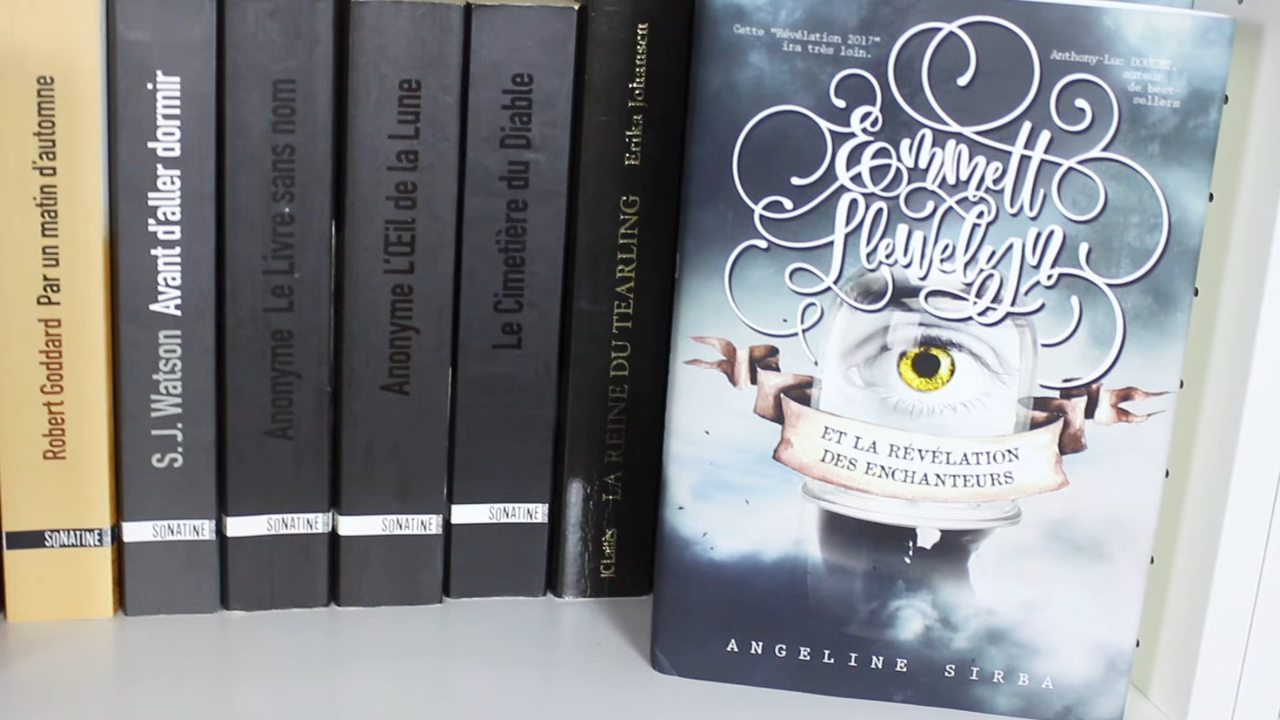 Robert Goddard Par un matin d'automne
SONATINE
S.J. Watson Avant d'aller dormir
SONATINE
Anonyme Le Livre sans nom
SONATINE
Anonyme L'Œil de la Lune
SONATINE
Le Cimetière du Diable
SONATINE
JC Lattès LA REINE DU TEARLING Erika Johansen
Cette "Révélation 2017"
ira très loin.
Anthony-Luc
auteur
de best-
sellers
Emmett
Llewelyn
ET LA RÉVÉLATION
DES ENCHANTEURS
ANGELINE SIRBA